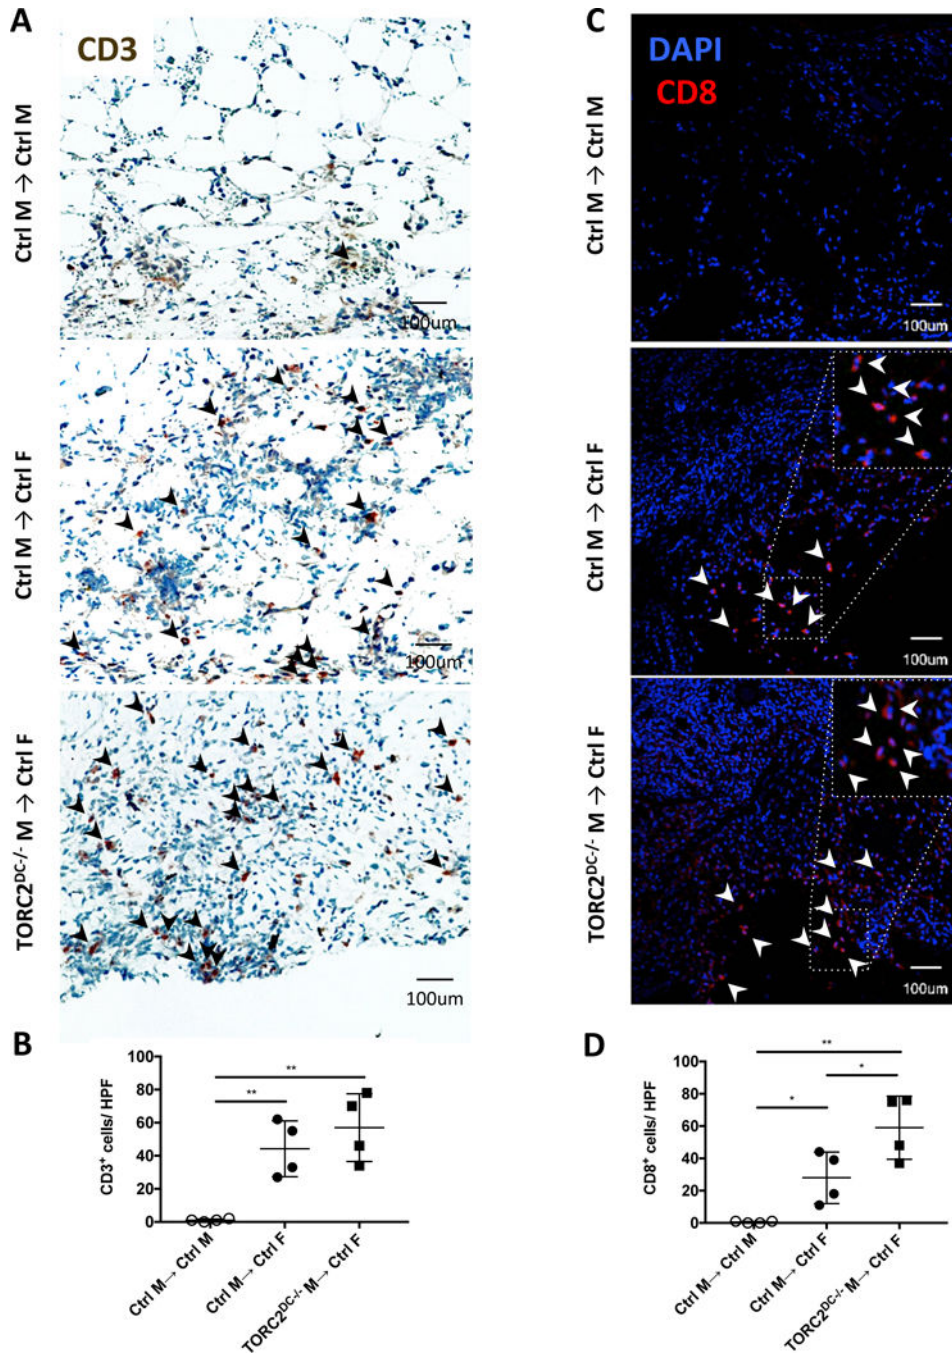 A
CD3
Ctrl M → Ctrl M
100um
Ctrl M → Ctrl F
100um
TORC2DC-/- M → Ctrl F
100um
C
DAPI
CD8
Ctrl M → Ctrl M
100um
Ctrl M → Ctrl F
100um
TORC2DC-/- M → Ctrl F
100um
B
CD3+ cells/ HPF
100
80
60
40
20
0
**
**
Ctrl M→ Ctrl M
Ctrl M→ Ctrl F
TORC2DC-/- M→ Ctrl F
D
CD8+ cells/ HPF
100
80
60
40
20
0
**
*
*
Ctrl M→ Ctrl M
Ctrl M→ Ctrl F
TORC2DC-/- M→ Ctrl F